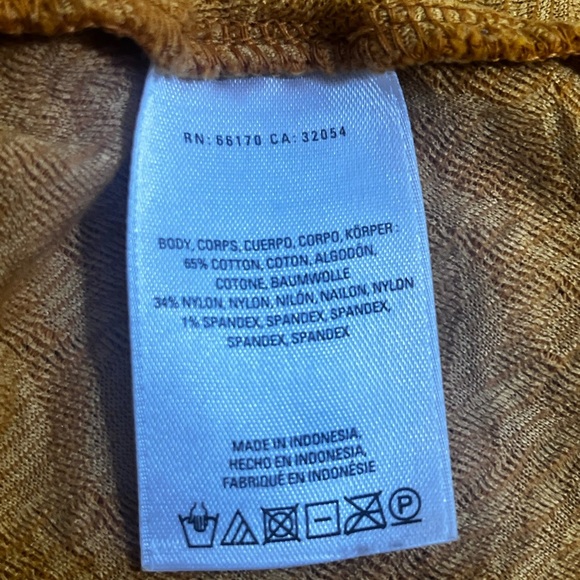 RN: 66170 CA: 32054
BODY, CORPS, CUERPO, CORPO, KÖRPER :
65% COTTON, COTON, ALGODÓN,
COTONE, BAUMWOLLE
34% NYLON, NYLON, NILÓN, NAILON, NYLON
1% SPANDEX, SPANDEX, SPANDEX,
SPANDEX, SPANDEX
MADE IN INDONESIA,
HECHO EN INDONESIA,
FABRIQUÉ EN INDONÉSIE
P